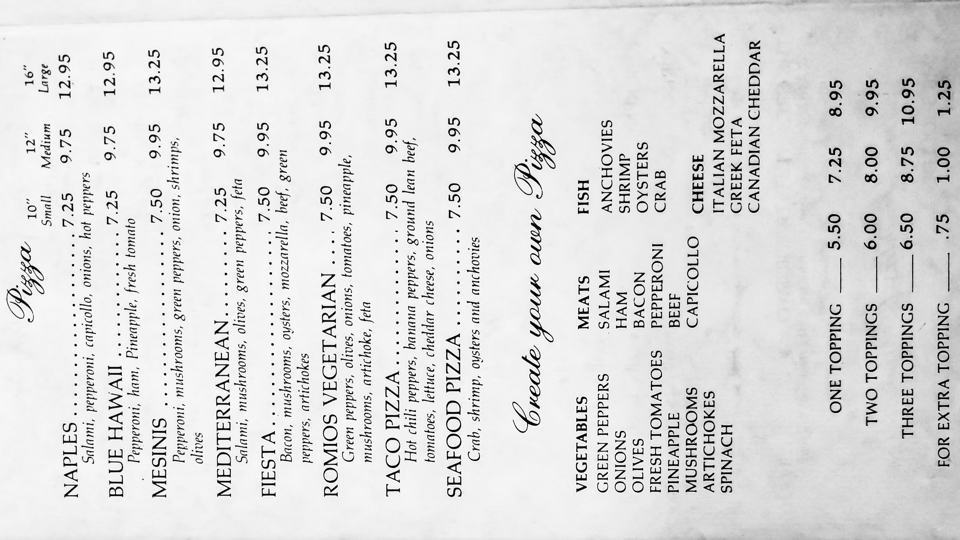 Pizza
10" 12" 16"
Small Medium Large
NAPLES . . . . . . . . . . . . . . 7.25 9.75 12.95
Salami, pepperoni, capicollo, onions, hot peppers
BLUE HAWAII . . . . . . . . . . 7.25 9.75 12.95
Pepperoni, ham, Pineapple, fresh tomato
MESINIS . . . . . . . . . . . . . . 7.50 9.95 13.25
Pepperoni, mushrooms, green peppers, onion, shrimps,
olives
MEDITERRANEAN . . . . . . 7.25 9.75 12.95
Salami, mushrooms, olives, green peppers, feta
FIESTA . . . . . . . . . . . . . . . 7.50 9.95 13.25
Bacon, mushrooms, oysters, mozzarella, beef, green
peppers, artichokes
ROMIOS VEGETARIAN . . . . 7.50 9.95 13.25
Green peppers, olives, onions, tomatoes, pineapple,
mushrooms, artichoke, feta
TACO PIZZA . . . . . . . . . . . 7.50 9.95 13.25
Hot chili peppers, banana peppers, ground lean beef,
tomatoes, lettuce, cheddar cheese, onions
SEAFOOD PIZZA . . . . . . . . 7.50 9.95 13.25
Crab, shrimp, oysters and anchovies
Create your own Pizza
VEGETABLES
GREEN PEPPERS
ONIONS
OLIVES
FRESH TOMATOES
PINEAPPLE
MUSHROOMS
ARTICHOKES
SPINACH
MEATS
SALAMI
HAM
BACON
PEPPERONI
BEEF
CAPICOLLO
FISH
ANCHOVIES
SHRIMP
OYSTERS
CRAB
CHEESE
ITALIAN MOZZARELLA
GREEK FETA
CANADIAN CHEDDAR
ONE TOPPING ____ 5.50 7.25 8.95
TWO TOPPINGS ____ 6.00 8.00 9.95
THREE TOPPINGS ____ 6.50 8.75 10.95
FOR EXTRA TOPPING ____ .75 1.00 1.25